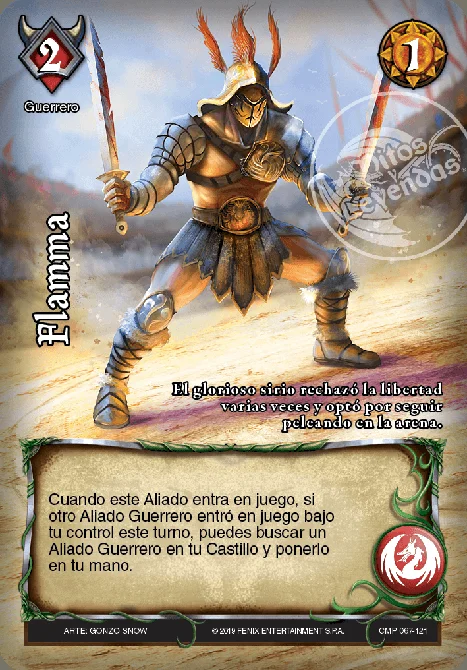 2
1
Guerrero
Mitos
y Leyendas
Flamma
El glorioso sirio rechazó la libertad
varias veces y optó por seguir
peleando en la arena.
Cuando este Aliado entra en juego, si
otro Aliado Guerrero entró en juego bajo
tu control este turno, puedes buscar un
Aliado Guerrero en tu Castillo y ponerlo
en tu mano.
ARTE: GONZO SNOW
© 2019 FENIX ENTERTAINMENT S.P.A.
CMP 067-121